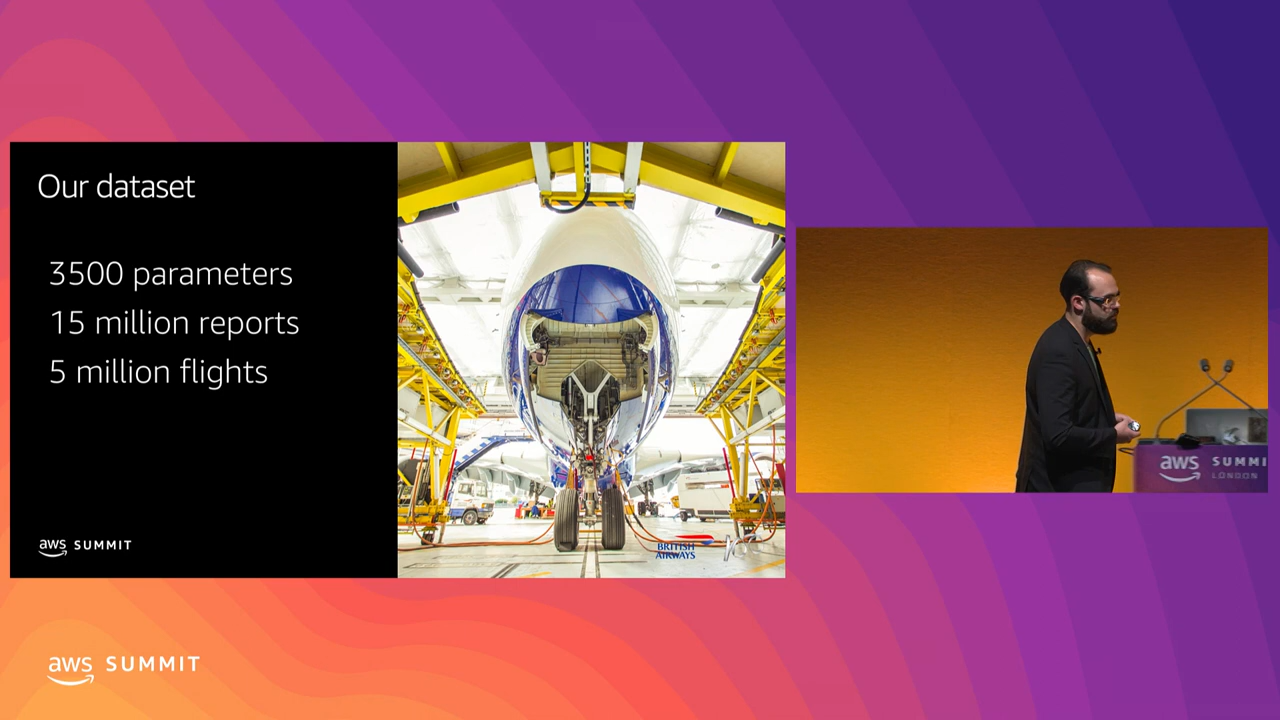 Our dataset
3500 parameters
15 million reports
5 million flights
aws SUMMIT
BRITISH
AIRWAYS
aws SUMMI
LONDON
aws SUMMIT